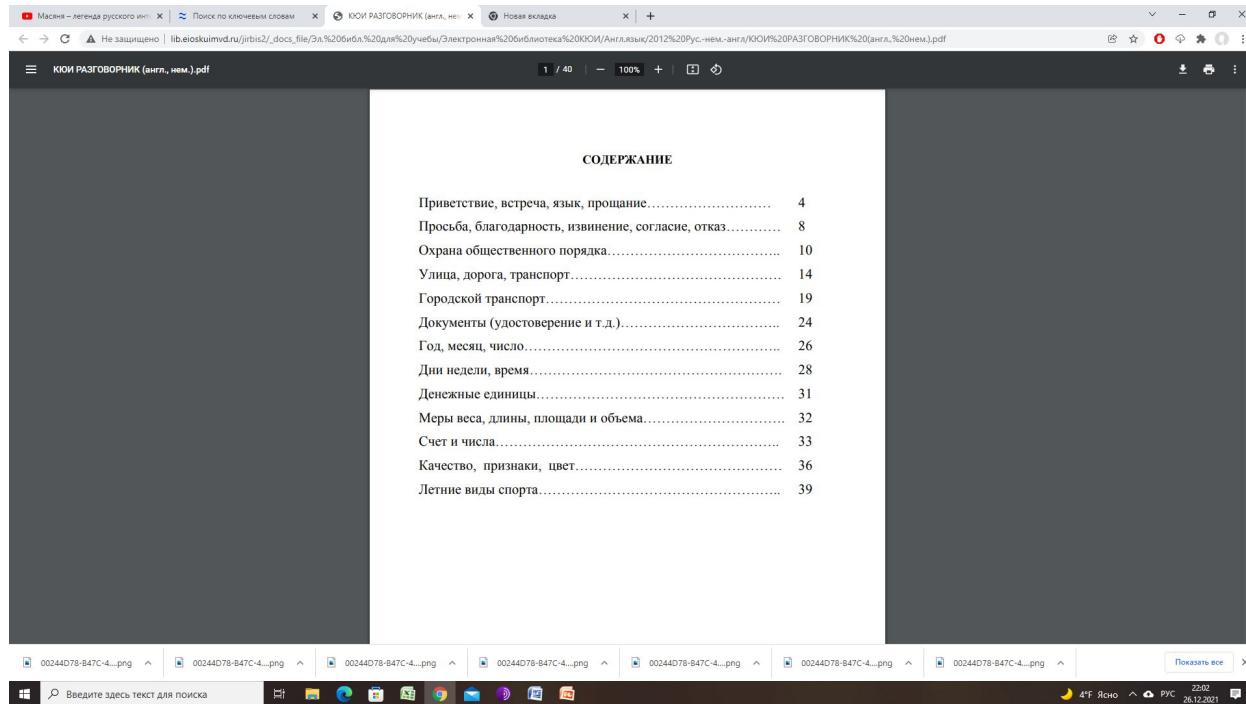 Масяня – легенда русского инт
Поиск по ключевым словам
КЮИ РАЗГОВОРНИК (англ., нем
Новая вкладка
Не защищено | lib.eioskuimvd.ru/jirbis2/_docs_file/Эл.%20библ.%20для%20учебы/Электронная%20библиотека%20КЮИ/Англ.язык/2012%20Рус.-нем.-англ/КЮИ%20РАЗГОВОРНИК%20(англ.,%20нем.).pdf
КЮИ РАЗГОВОРНИК (англ., нем.).pdf
1 / 40 | − 100% +
СОДЕРЖАНИЕ
Приветствие, встреча, язык, прощание……………………… 4
Просьба, благодарность, извинение, согласие, отказ………… 8
Охрана общественного порядка……………………………….. 10
Улица, дорога, транспорт……………………………………… 14
Городской транспорт…………………………………………… 19
Документы (удостоверение и т.д.)…………………………….. 24
Год, месяц, число……………………………………………….. 26
Дни недели, время……………………………………………… 28
Денежные единицы……………………………………………… 31
Меры веса, длины, площади и объема………………………… 32
Счет и числа…………………………………………………….. 33
Качество, признаки, цвет……………………………………… 36
Летние виды спорта…………………………………………….. 39
00244D78-B47C-4....png
00244D78-B47C-4....png
00244D78-B47C-4....png
00244D78-B47C-4....png
00244D78-B47C-4....png
00244D78-B47C-4....png
00244D78-B47C-4....png
Показать все
Введите здесь текст для поиска
4°F Ясно
РУС
22:02
26.12.2021